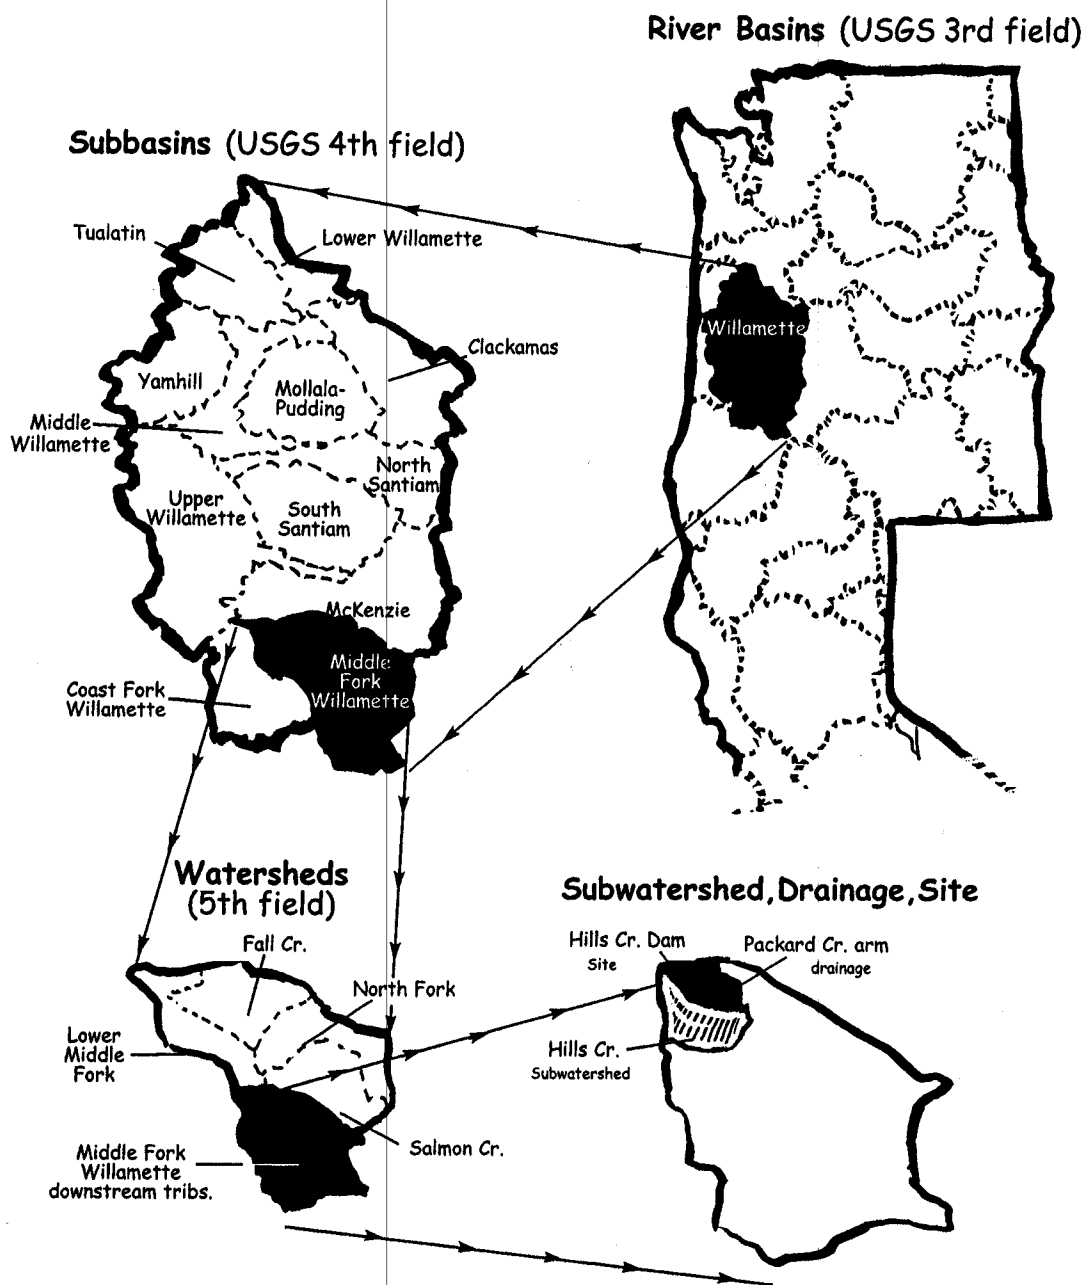 River Basins (USGS 3rd field)
Subbasins (USGS 4th field)
Tualatin
Lower Willamette
Willamette
Clackamas
Yamhill
Mollala-
Pudding
Middle
Willamette
North
Santiam
Upper
Willamette
South
Santiam
McKenzie
Middle
Fork
Willamette
Coast Fork
Willamette
Watersheds
(5th field)
Subwatershed, Drainage, Site
Fall Cr.
Hills Cr. Dam
Site
Packard Cr. arm
drainage
North Fork
Lower
Middle
Fork
Hills Cr.
Subwatershed
Salmon Cr.
Middle Fork
Willamette
downstream tribs.